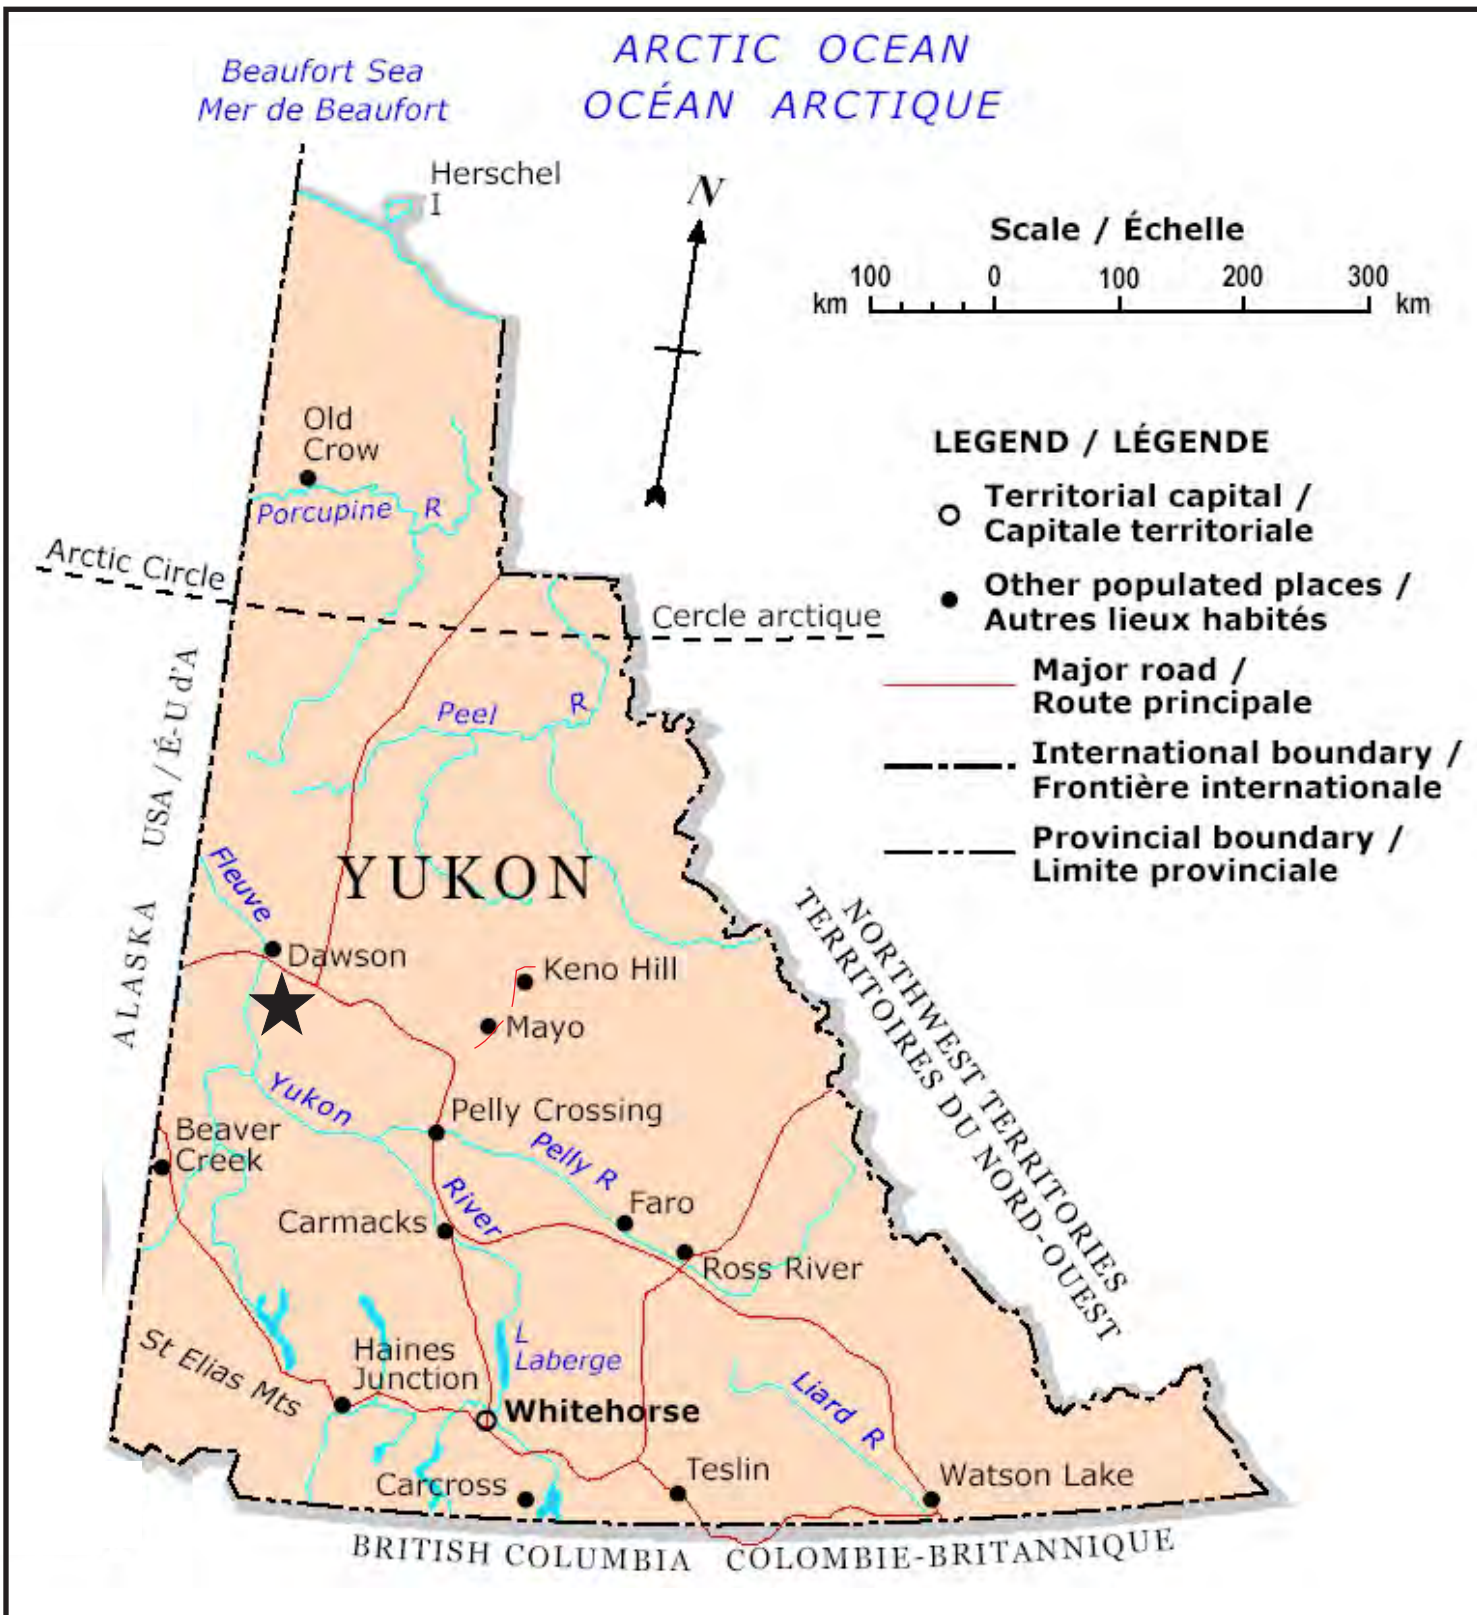 ARCTIC OCEAN
OCÉAN ARCTIQUE
Beaufort Sea
Mer de Beaufort
Herschel
I
N
Scale / Échelle
100 0 100 200 300
km km
Old
Crow
Porcupine R
LEGEND / LÉGENDE
Territorial capital /
Capitale territoriale
Other populated places /
Autres lieux habités
Major road /
Route principale
International boundary /
Frontière internationale
Provincial boundary /
Limite provinciale
Arctic Circle
Cercle arctique
ALASKA USA / É-U d'A
Peel R
YUKON
Fleuve
Dawson
Keno Hill
Mayo
NORTHWEST TERRITORIES
TERRITOIRES DU NORD-OUEST
Yukon
River
Pelly Crossing
Pelly R
Beaver
Creek
Carmacks
Faro
Ross River
St Elias Mts
Haines
Junction
L
Laberge
Whitehorse
Liard R
Carcross
Teslin
Watson Lake
BRITISH COLUMBIA COLOMBIE-BRITANNIQUE